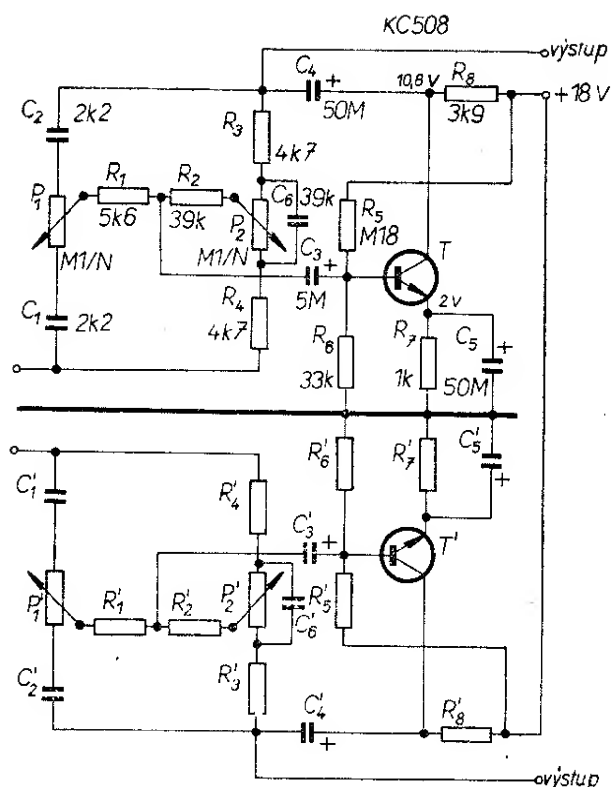 KC508
výstup
C4 +
50M
10,8 V
R8
3k9
+18V
C2
2k2
R3
4k7
P1
R1
5k6
R2
39k
C6
39k
P2
M1/N
M1/N
R5
M18
T
C3 +
5M
2V
C1
2k2
R4
4k7
R6
33k
R7
1k
C5 +
50M
C'1
R'4
R'6
R'7
C'5 +
C'3 +
T'
P'1
R'1
R'2
P'2
C'6
R'5
C'2
R'3
C'4 +
R'8
výstup